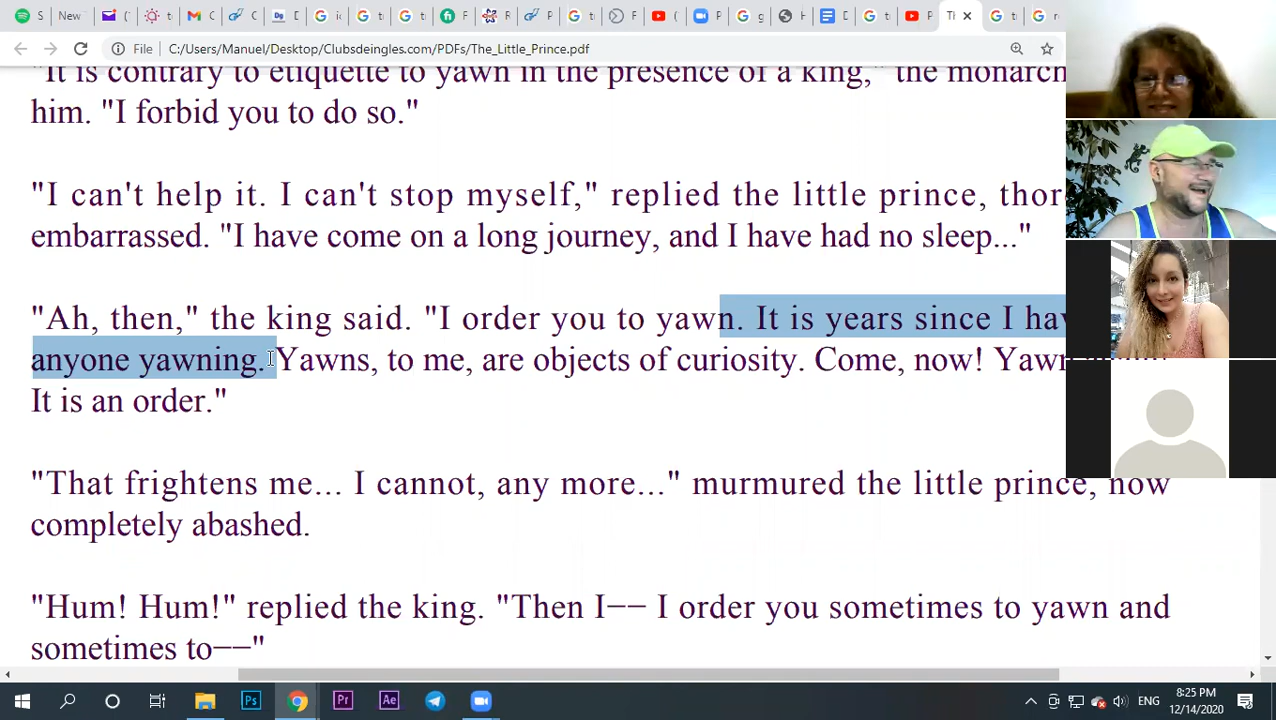 New
File C:/Users/Manuel/Desktop/Clubsdeingles.com/PDFs/The_Little_Prince.pdf
"It is contrary to etiquette to yawn in the presence of a king," the monarch
him. "I forbid you to do so."
"I can't help it. I can't stop myself," replied the little prince, thor
embarrassed. "I have come on a long journey, and I have had no sleep..."
"Ah, then," the king said. "I order you to yawn. It is years since I hav
anyone yawning. Yawns, to me, are objects of curiosity. Come, now! Yawn
It is an order."
"That frightens me... I cannot, any more..." murmured the little prince, now
completely abashed.
"Hum! Hum!" replied the king. "Then I—— I order you sometimes to yawn and
sometimes to——"
Ps Pr Ae ENG
8:25 PM
12/14/2020